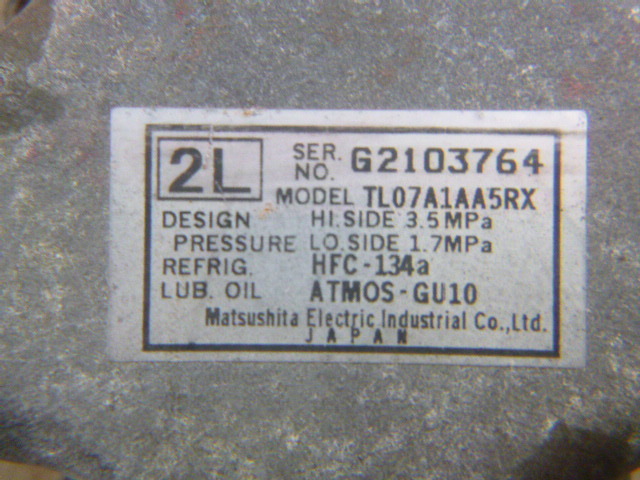 2L
SER. NO. G2103764
MODEL TL07A1AA5RX
DESIGN HI.SIDE 3.5MPa
PRESSURE LO.SIDE 1.7MPa
REFRIG. HFC-134a
LUB. OIL ATMOS-GU10
Matsushita Electric Industrial Co.,Ltd.
JAPAN